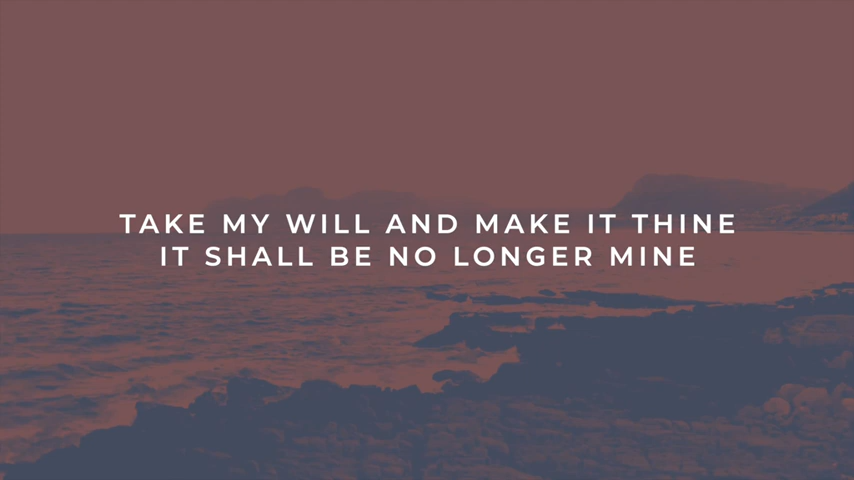 TAKE MY WILL AND MAKE IT THINE
IT SHALL BE NO LONGER MINE